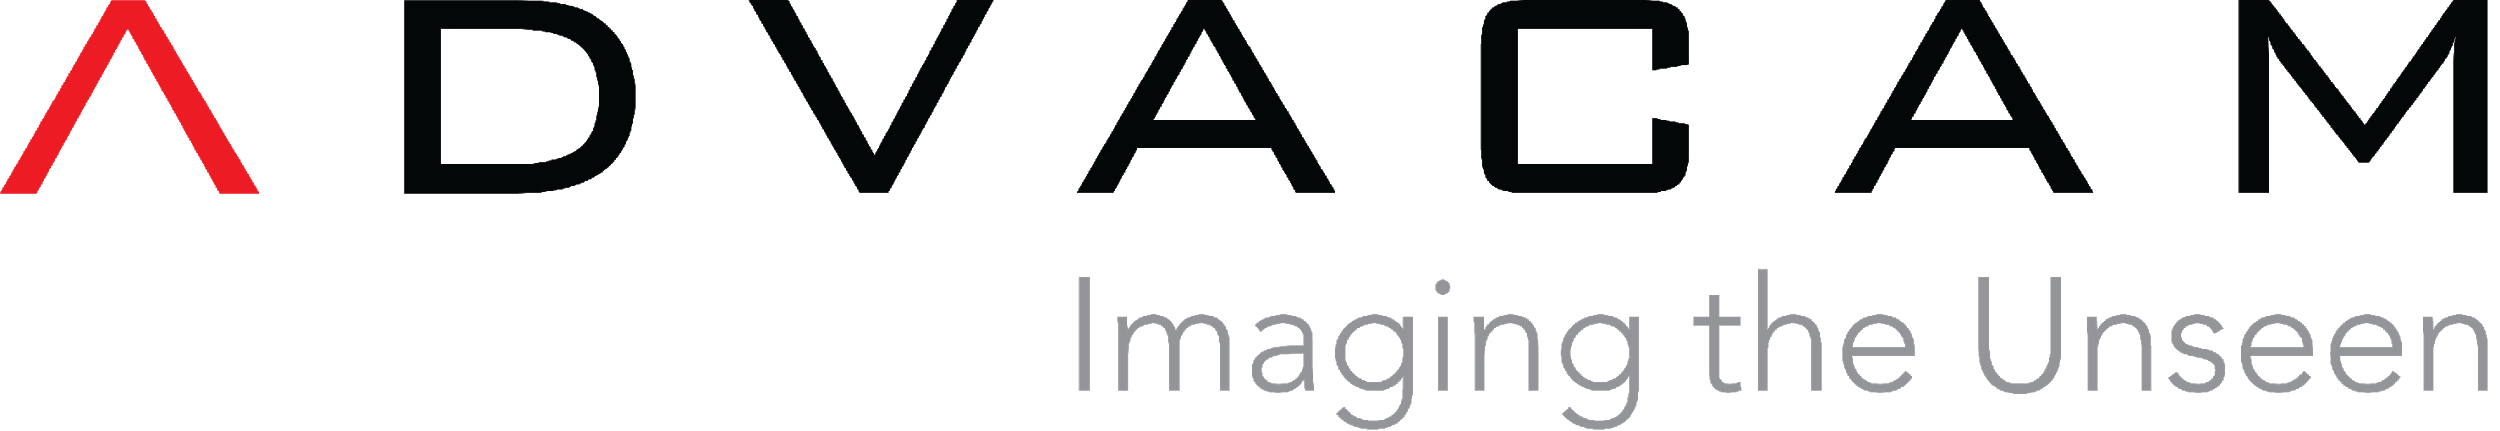 ADVACAM
Imaging the Unseen